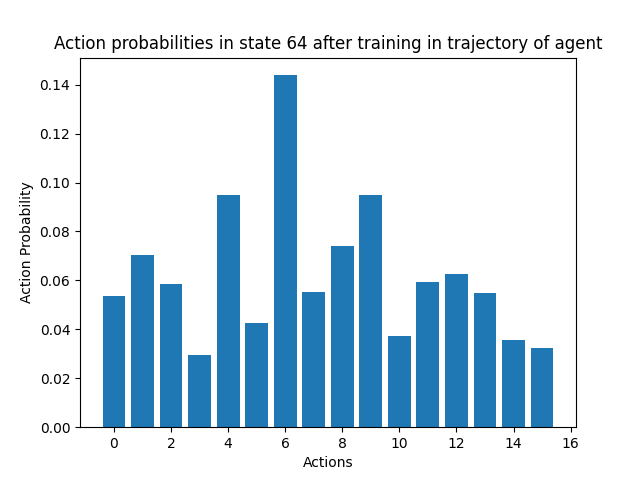 Action probabilities in state 64 after training in trajectory of agent
0.14
0.12
0.10
0.08
0.06
0.04
0.02
0.00
Action Probability
0 2 4 6 8 10 12 14 16
Actions